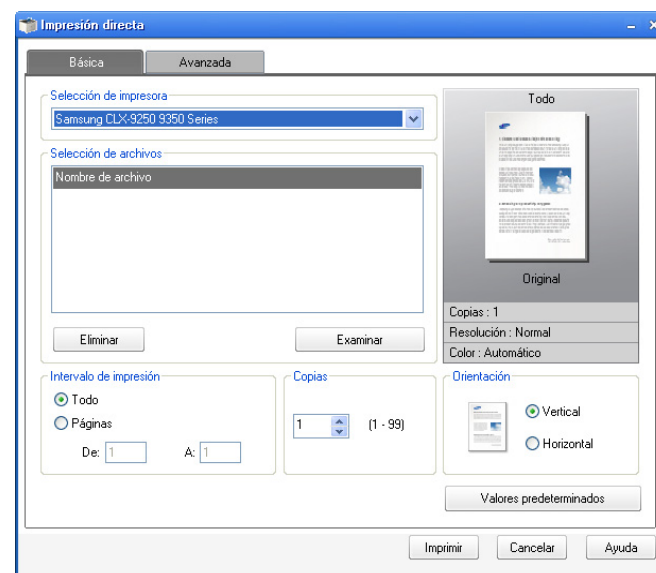 Impresión directa
Básica
Avanzada
Selección de impresora
Samsung CLX-9250 9350 Series
Selección de archivos
Nombre de archivo
Eliminar
Examinar
Todo
Original
Copias : 1
Resolución : Normal
Color : Automático
Intervalo de impresión
Todo
Páginas
De: 1 A: 1
Copias
1 (1 - 99)
Orientación
Vertical
Horizontal
Valores predeterminados
Imprimir
Cancelar
Ayuda